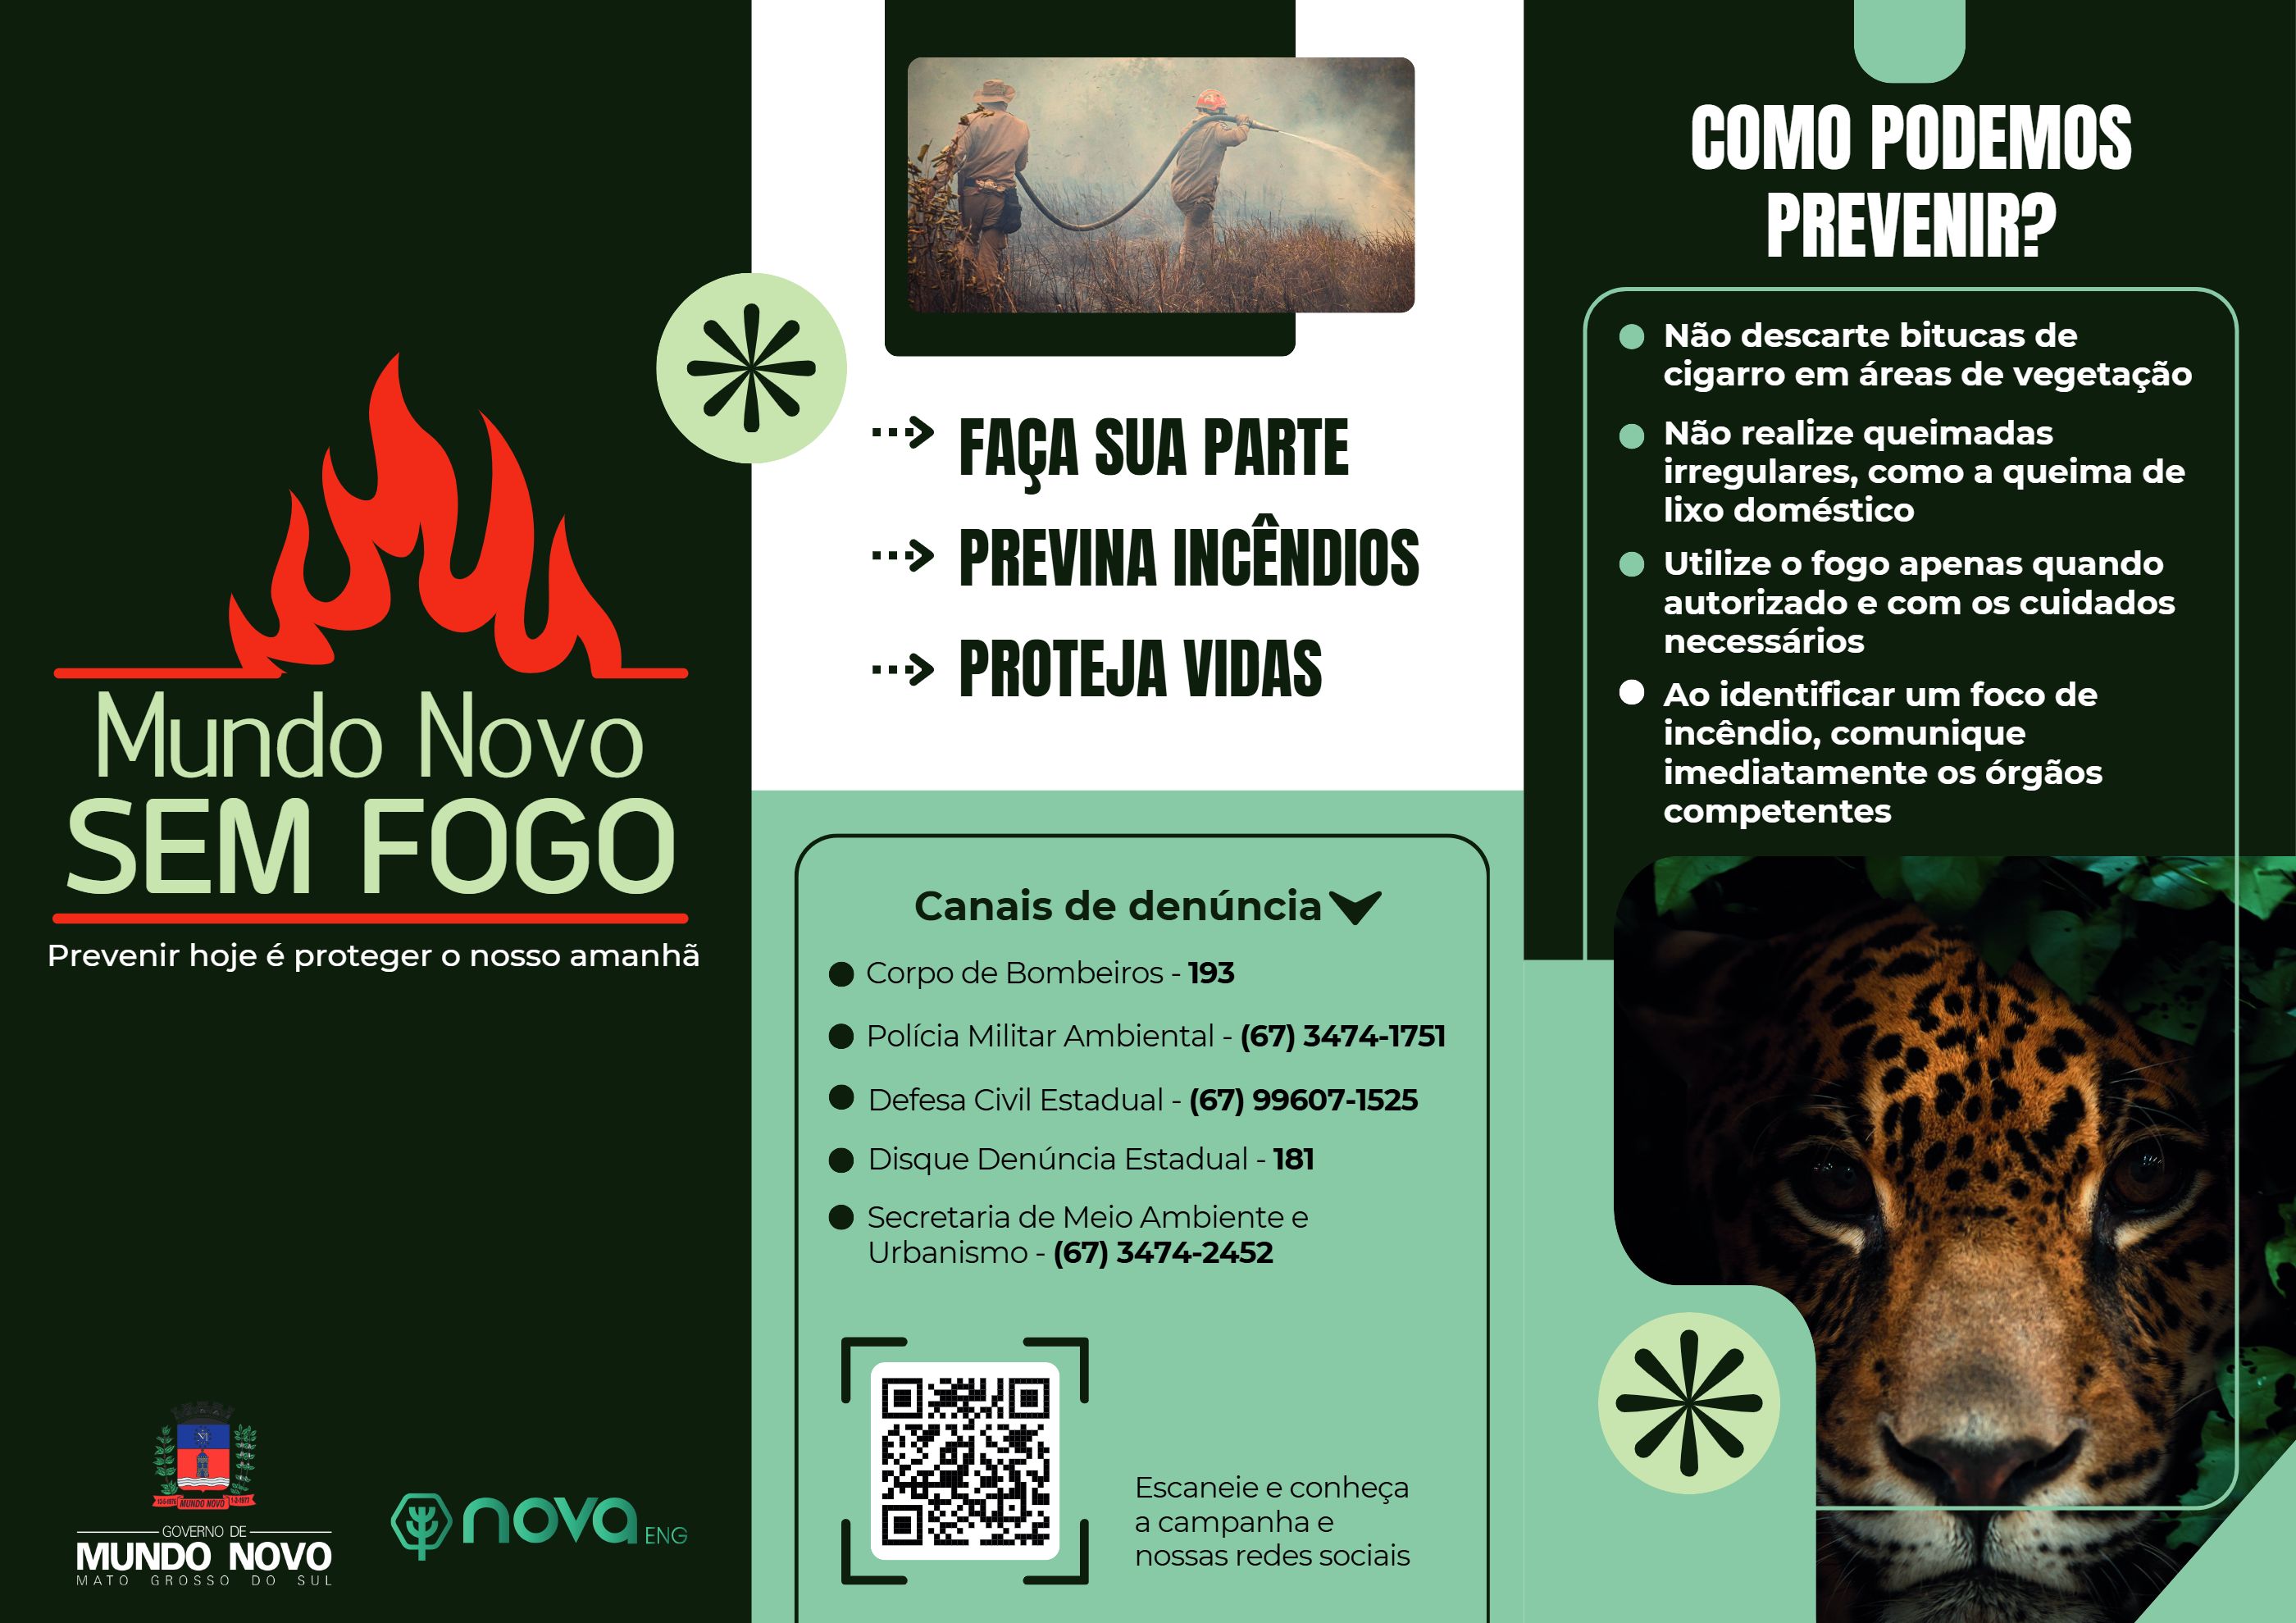 Mundo Novo
SEM FOGO
Prevenir hoje é proteger o nosso amanhã
MUNDO NOVO
GOVERNO DE
MUNDO NOVO
MATO GROSSO DO SUL
nova ENG
FAÇA SUA PARTE
PREVINA INCÊNDIOS
PROTEJA VIDAS
Canais de denúncia
Corpo de Bombeiros - 193
Polícia Militar Ambiental - (67) 3474-1751
Defesa Civil Estadual - (67) 99607-1525
Disque Denúncia Estadual - 181
Secretaria de Meio Ambiente e
Urbanismo - (67) 3474-2452
Escaneie e conheça
a campanha e
nossas redes sociais
COMO PODEMOS
PREVENIR?
Não descarte bitucas de
cigarro em áreas de vegetação
Não realize queimadas
irregulares, como a queima de
lixo doméstico
Utilize o fogo apenas quando
autorizado e com os cuidados
necessários
Ao identificar um foco de
incêndio, comunique
imediatamente os órgãos
competentes